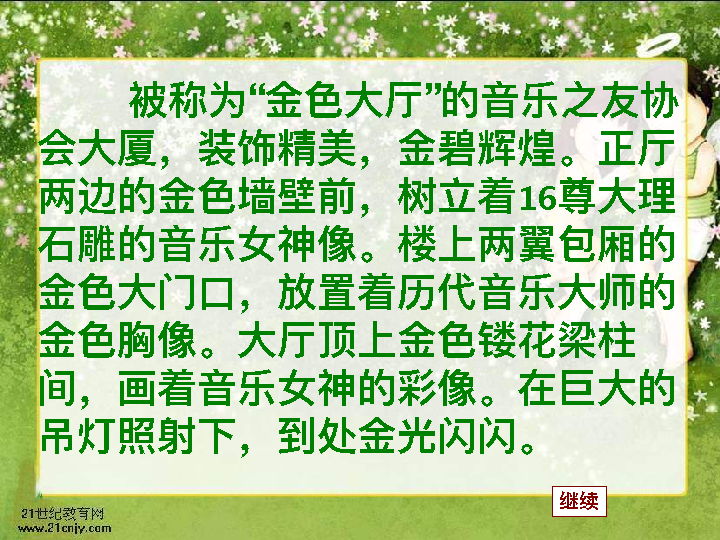 被称为“金色大厅”的音乐之友协
会大厦，装饰精美，金碧辉煌。正厅
两边的金色墙壁前，树立着16尊大理
石雕的音乐女神像。楼上两翼包厢的
金色大门口，放置着历代音乐大师的
金色胸像。大厅顶上金色镂花梁柱
间，画着音乐女神的彩像。在巨大的
吊灯照射下，到处金光闪闪。
继续
21世纪教育网
www.21cnjy.com